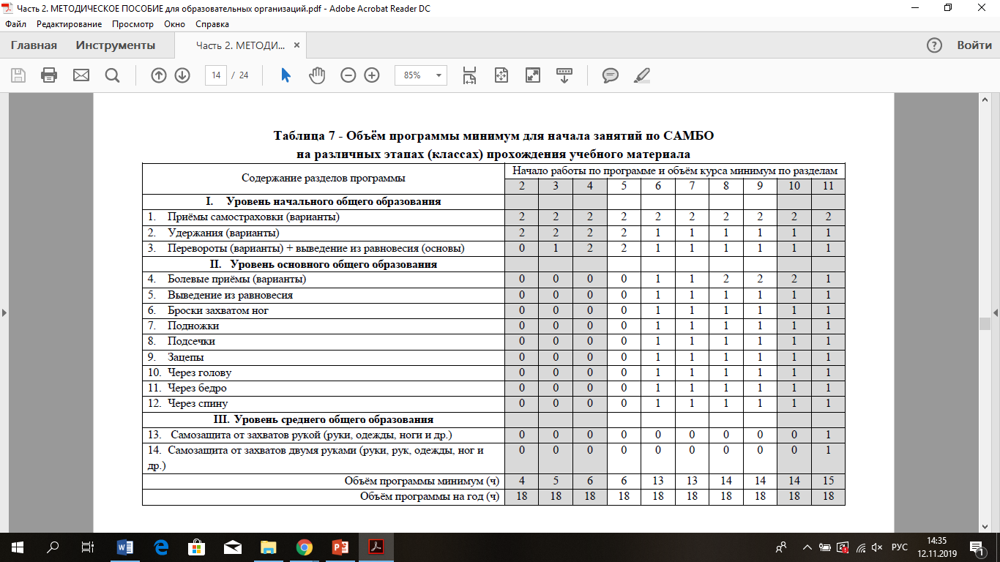 Часть 2. МЕТОДИЧЕСКОЕ ПОСОБИЕ для образовательных организаций.pdf - Adobe Acrobat Reader DC
Файл Редактирование Просмотр Окно Справка
Главная Инструменты Часть 2. МЕТОДИ... × ? Войти
14 / 24 85%
Таблица 7 - Объём программы минимум для начала занятий по САМБО
на различных этапах (классах) прохождения учебного материала
Содержание разделов программы Начало работы по программе и объём курса минимум по разделам
2 3 4 5 6 7 8 9 10 11
I. Уровень начального общего образования
1. Приёмы самостраховки (варианты) 2 2 2 2 2 2 2 2 2 2
2. Удержания (варианты) 2 2 2 2 1 1 1 1 1 1
3. Перевороты (варианты) + выведение из равновесия (основы) 0 1 2 2 1 1 1 1 1 1
II. Уровень основного общего образования
4. Болевые приёмы (варианты) 0 0 0 0 1 1 2 2 2 1
5. Выведение из равновесия 0 0 0 0 1 1 1 1 1 1
6. Броски захватом ног 0 0 0 0 1 1 1 1 1 1
7. Подножки 0 0 0 0 1 1 1 1 1 1
8. Подсечки 0 0 0 0 1 1 1 1 1 1
9. Зацепы 0 0 0 0 1 1 1 1 1 1
10. Через голову 0 0 0 0 1 1 1 1 1 1
11. Через бедро 0 0 0 0 1 1 1 1 1 1
12. Через спину 0 0 0 0 1 1 1 1 1 1
III. Уровень среднего общего образования
13. Самозащита от захватов рукой (руки, одежды, ноги и др.) 0 0 0 0 0 0 0 0 0 1
14. Самозащита от захватов двумя руками (руки, рук, одежды, ног и 0 0 0 0 0 0 0 0 0 1
др.)
Объём программы минимум (ч) 4 5 6 6 13 13 14 14 14 15
Объём программы на год (ч) 18 18 18 18 18 18 18 18 18 18
РУС
14:35
12.11.2019
1